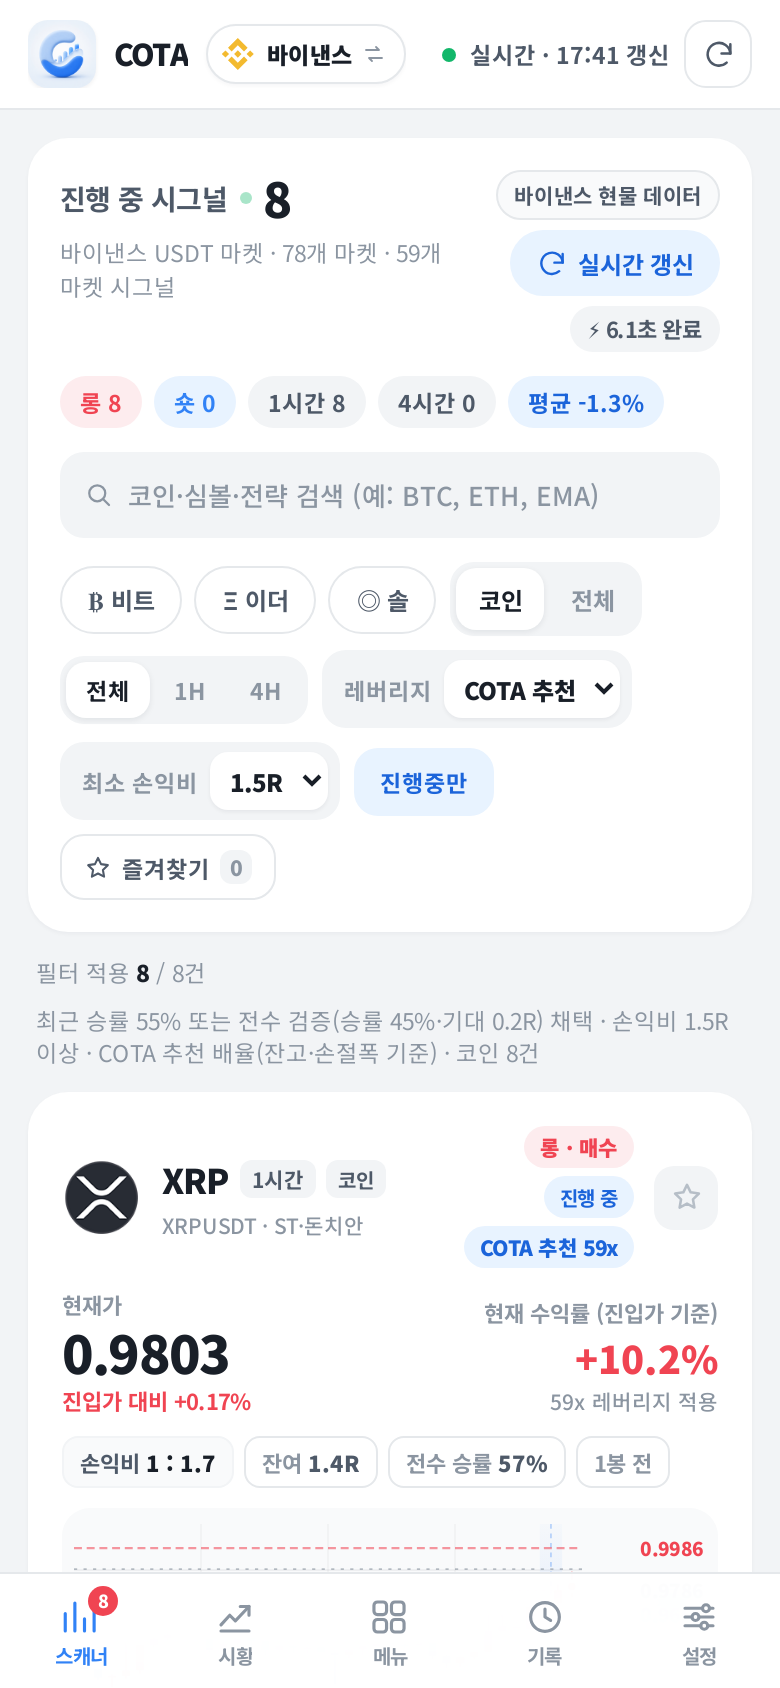 COTA 바이낸스 실시간 · 17:41 갱신
진행 중 시그널 8
바이낸스 현물 데이터
바이낸스 USDT 마켓 · 78개 마켓 · 59개
마켓 시그널
실시간 갱신
⚡ 6.1초 완료
롱 8 숏 0 1시간 8 4시간 0 평균 -1.3%
코인·심볼·전략 검색 (예: BTC, ETH, EMA)
₿ 비트 Ξ 이더 ◎ 솔 코인 전체
전체 1H 4H 레버리지 COTA 추천
최소 손익비 1.5R 진행중만
즐겨찾기 0
필터 적용 8 / 8건
최근 승률 55% 또는 전수 검증(승률 45%·기대 0.2R) 채택 · 손익비 1.5R
이상 · COTA 추천 배율(잔고·손절폭 기준) · 코인 8건
XRP 1시간 코인
XRPUSDT · ST·돈치안
롱 · 매수
진행 중
COTA 추천 59x
현재가
0.9803
진입가 대비 +0.17%
현재 수익률 (진입가 기준)
+10.2%
59x 레버리지 적용
손익비 1 : 1.7 잔여 1.4R 전수 승률 57% 1봉 전
0.9986
8
스캐너 시황 메뉴 기록 설정